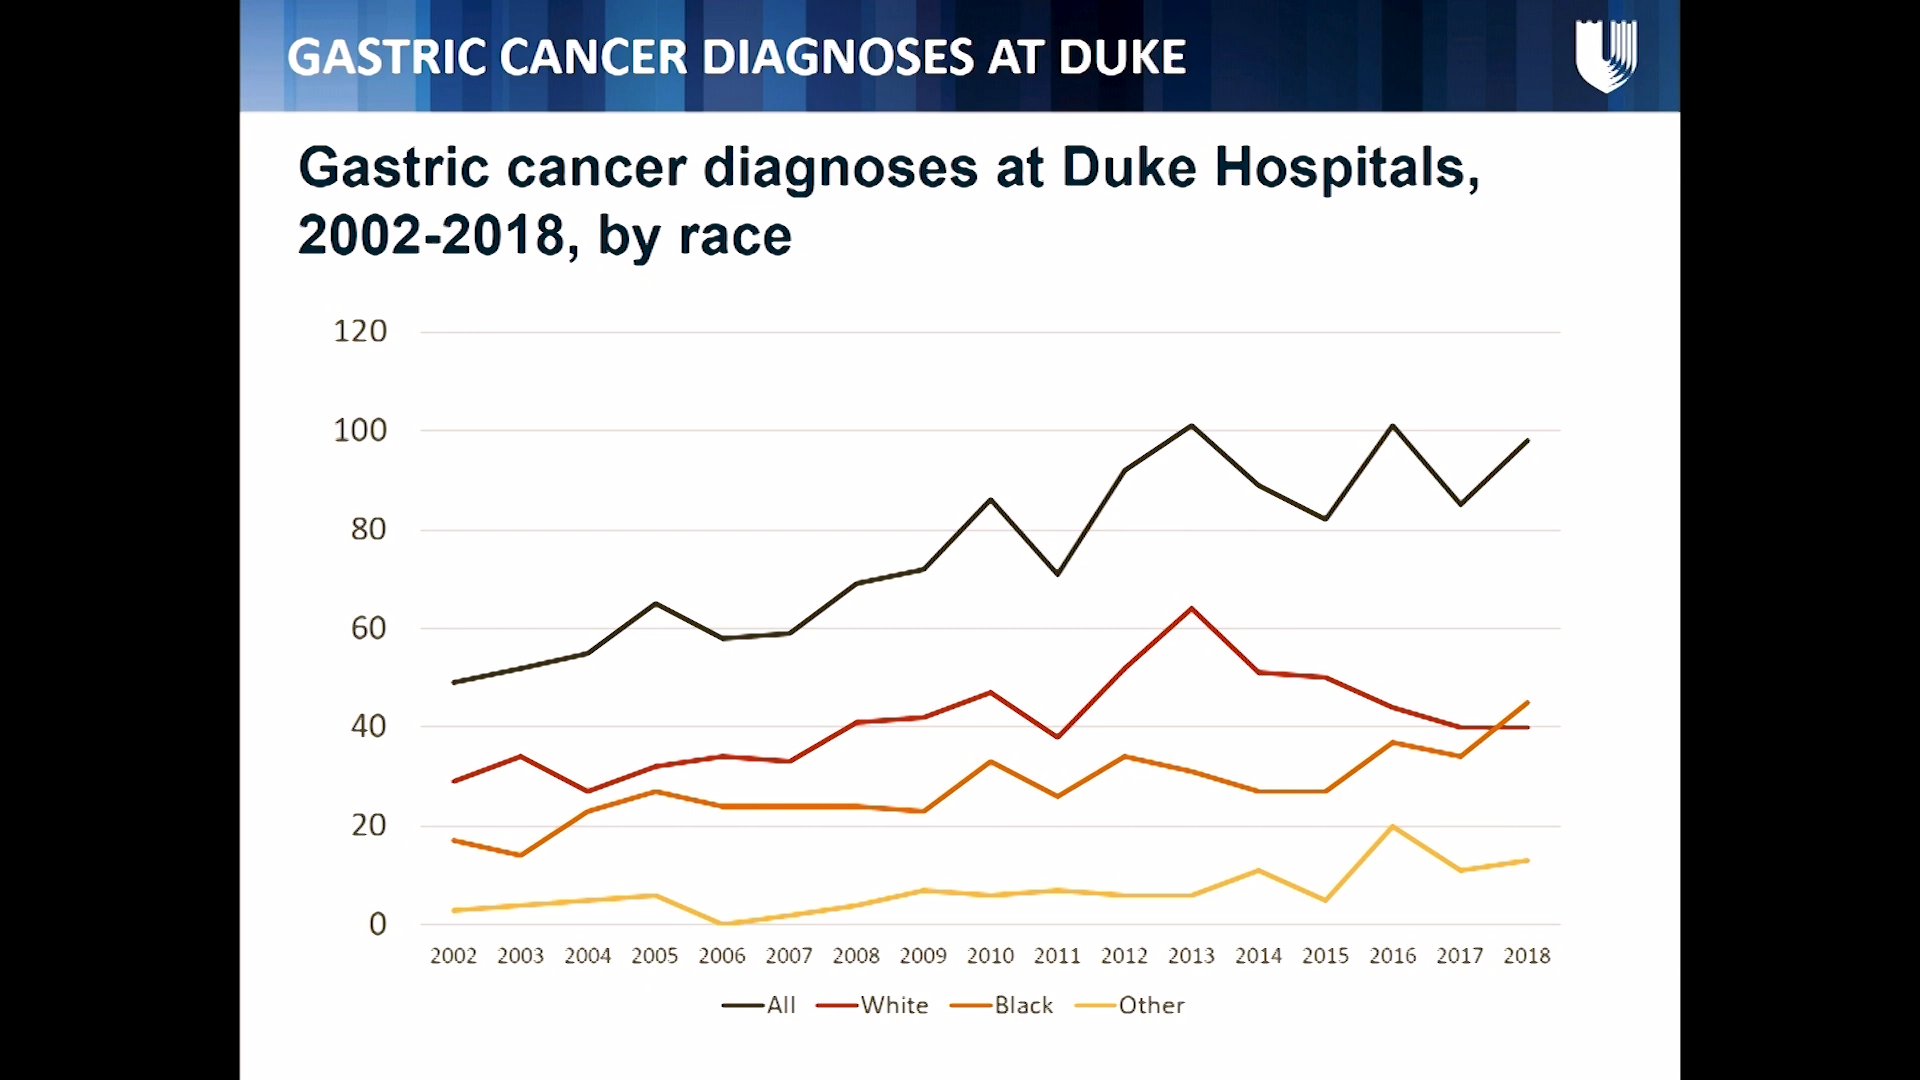 GASTRIC CANCER DIAGNOSES AT DUKE
Gastric cancer diagnoses at Duke Hospitals,
2002-2018, by race
120
100
80
60
40
20
0
2002 2003 2004 2005 2006 2007 2008 2009 2010 2011 2012 2013 2014 2015 2016 2017 2018
All White Black Other